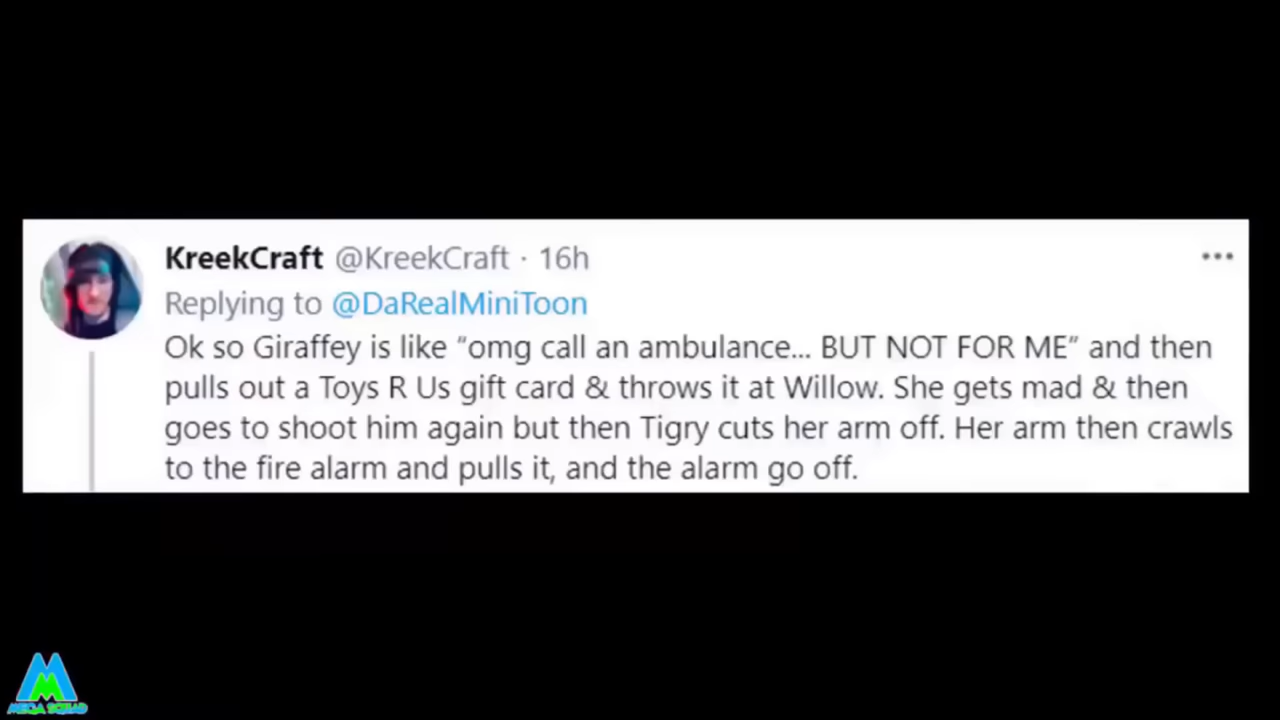 KreekCraft @KreekCraft · 16h
Replying to @DaRealMiniToon
Ok so Giraffey is like “omg call an ambulance... BUT NOT FOR ME” and then
pulls out a Toys R Us gift card & throws it at Willow. She gets mad & then
goes to shoot him again but then Tigry cuts her arm off. Her arm then crawls
to the fire alarm and pulls it, and the alarm go off.
MEGA SQUAD